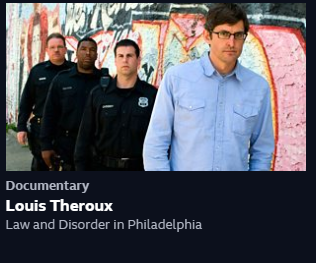 Documentary
Louis Theroux
Law and Disorder in Philadelphia